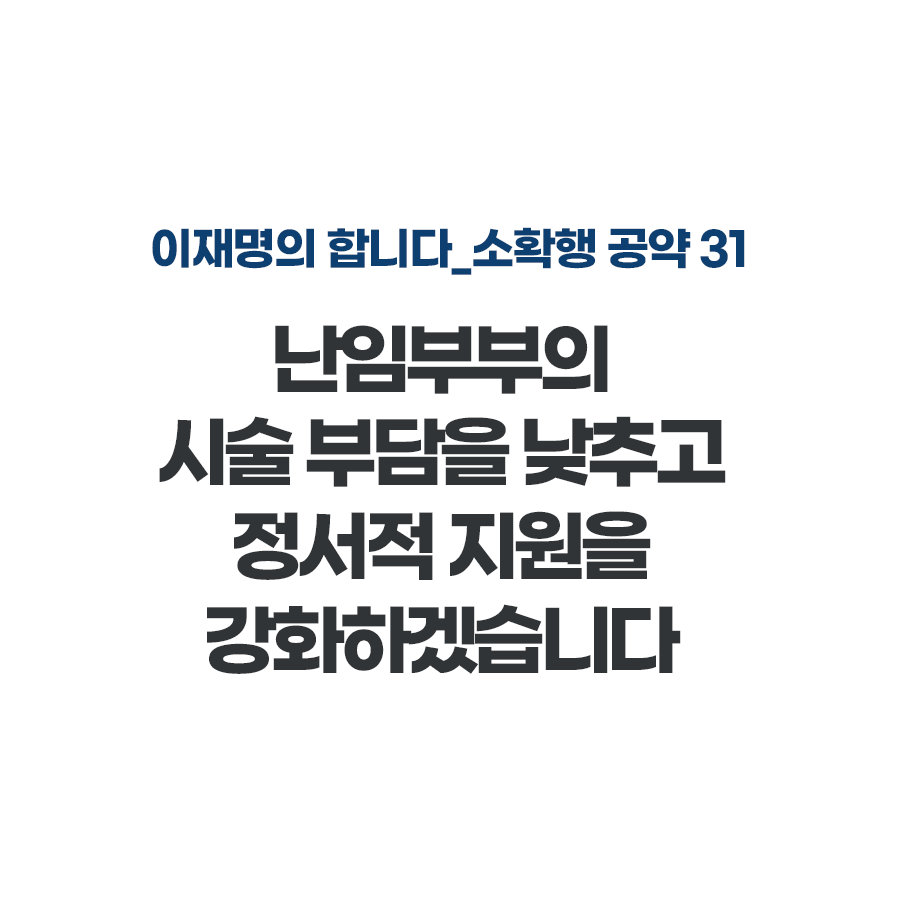 이재명의 합니다_소확행 공약 31
난임부부의
시술 부담을 낮추고
정서적 지원을
강화하겠습니다